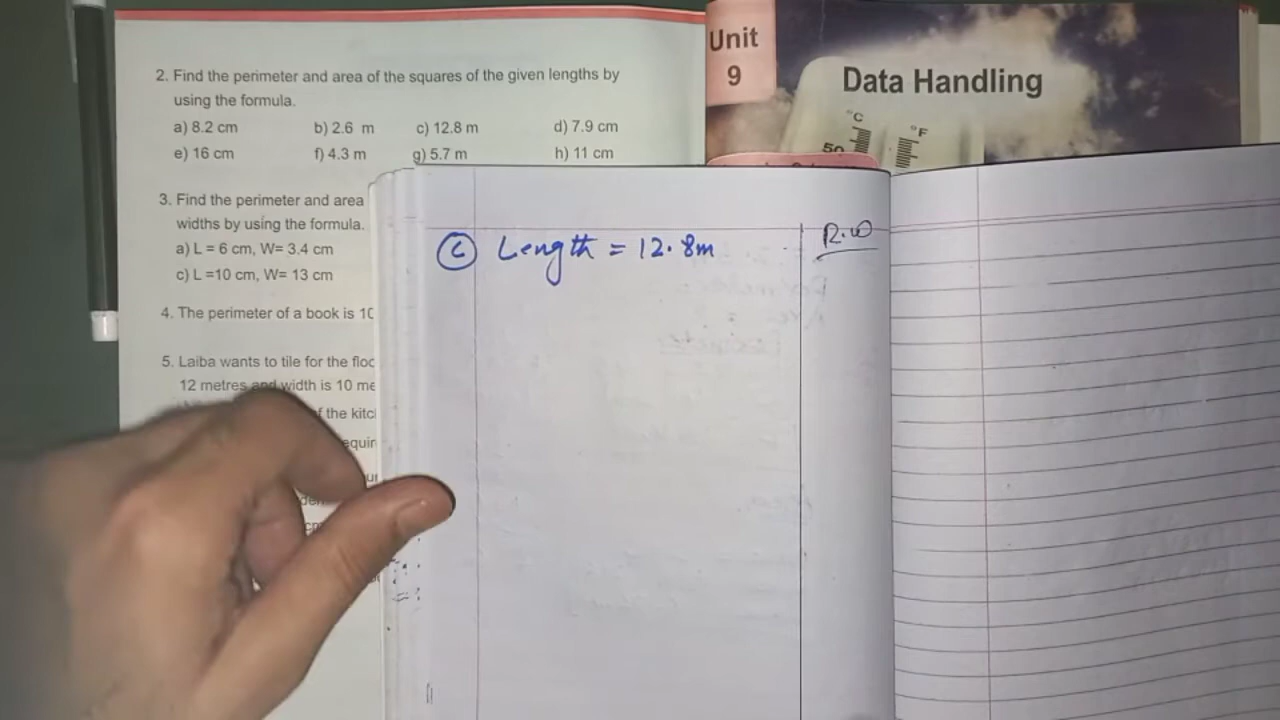 2. Find the perimeter and area of the squares of the given lengths by
using the formula.
a) 8.2 cm b) 2.6 m c) 12.8 m d) 7.9 cm
e) 16 cm f) 4.3 m g) 5.7 m h) 11 cm
3. Find the perimeter and area
widths by using the formula.
a) L = 6 cm, W= 3.4 cm
c) L =10 cm, W= 13 cm
4. The perimeter of a book is
5. Laiba wants to tile for the
12 metres and width is 10
the
Unit
9
Data Handling
°C
°F
50
c Length = 12.8m
R.W